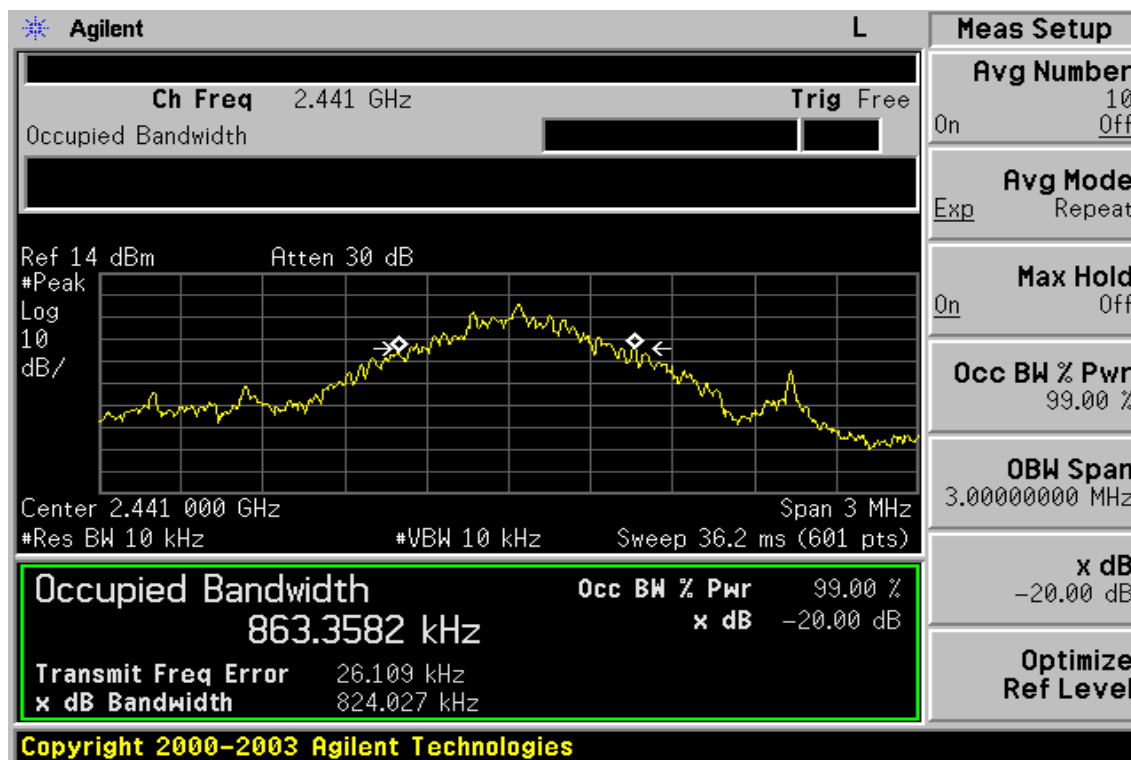 Agilent L
Ch Freq 2.441 GHz Trig Free
Occupied Bandwidth
Ref 14 dBm Atten 30 dB
#Peak
Log
10
dB/
Center 2.441 000 GHz Span 3 MHz
#Res BW 10 kHz #VBW 10 kHz Sweep 36.2 ms (601 pts)
Occupied Bandwidth Occ BW % Pwr 99.00 %
863.3582 kHz x dB -20.00 dB
Transmit Freq Error 26.109 kHz
x dB Bandwidth 824.027 kHz
Copyright 2000-2003 Agilent Technologies
Meas Setup
Avg Number
10
On Off
Avg Mode
Exp Repeat
Max Hold
On Off
Occ BW % Pwr
99.00 %
OBW Span
3.00000000 MHz
x dB
-20.00 dB
Optimize
Ref Level